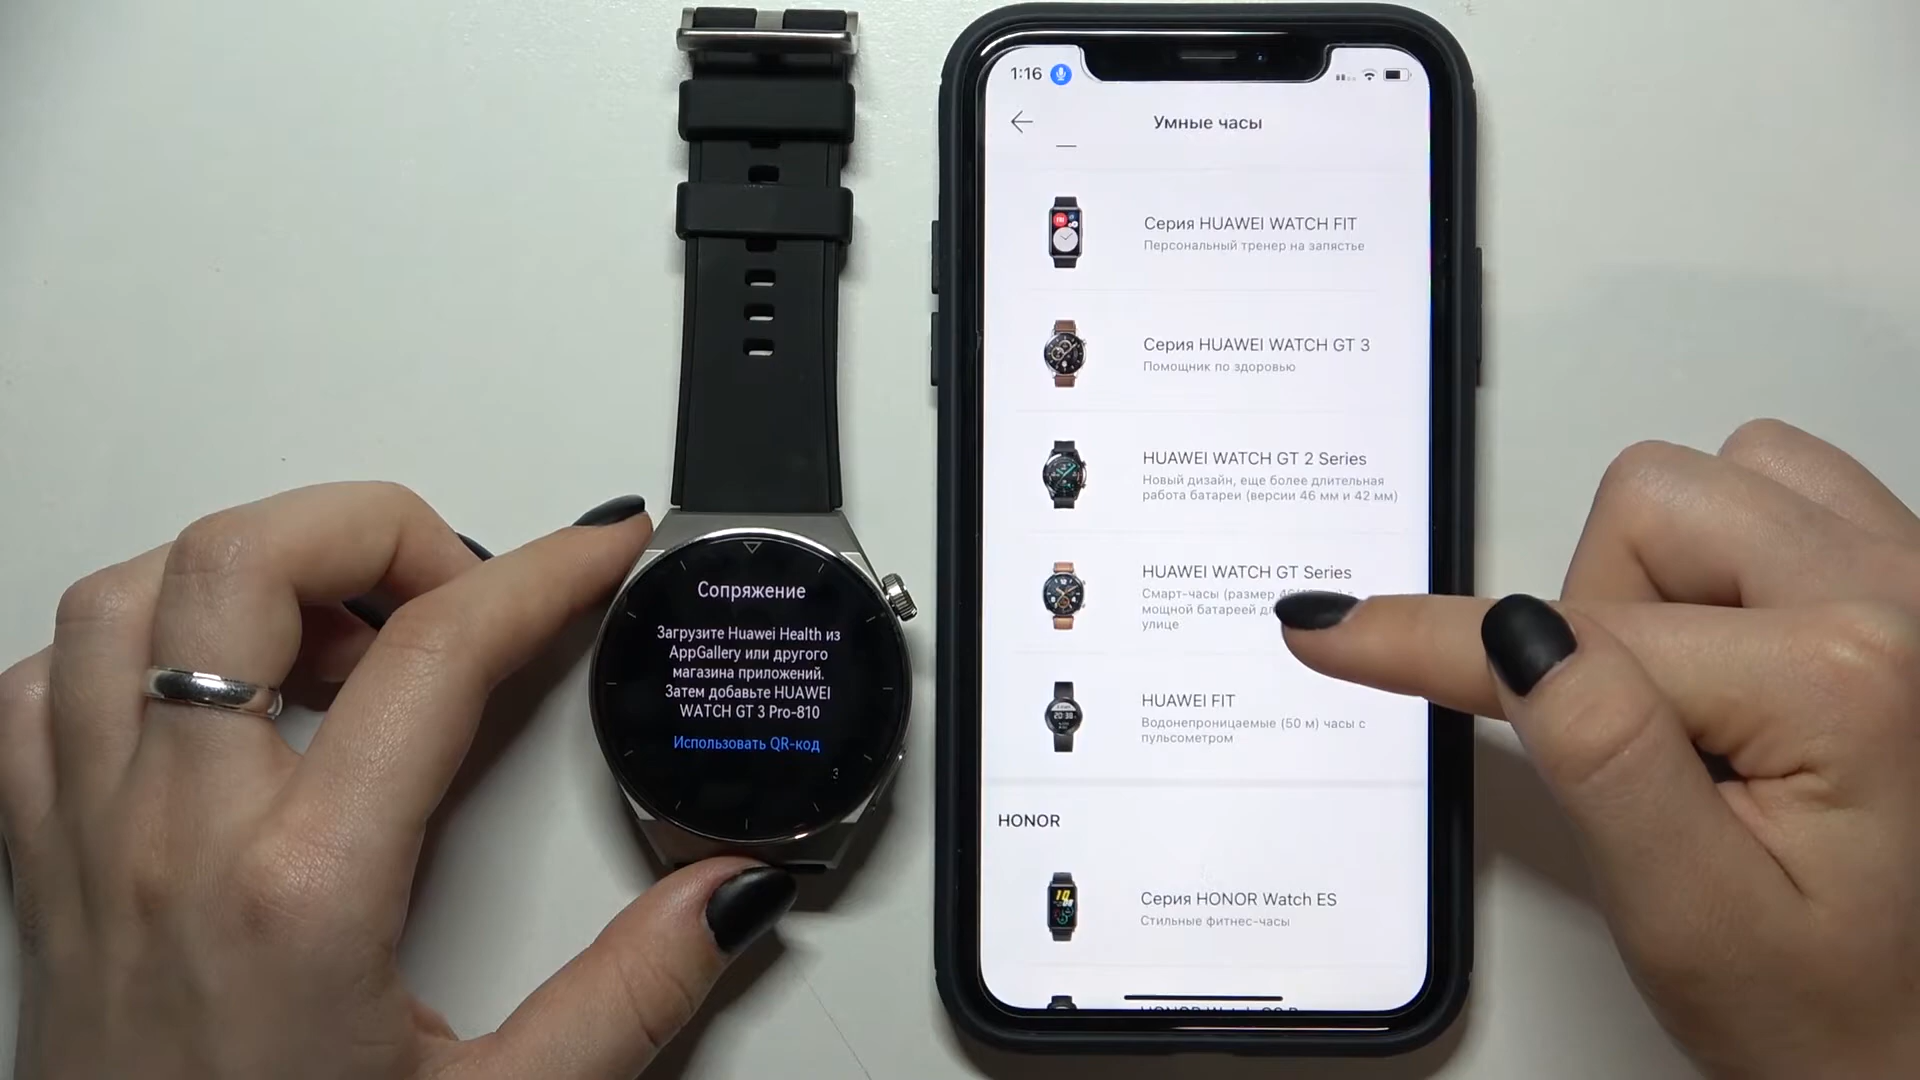 Сопряжение
Загрузите Huawei Health из
AppGallery или другого
магазина приложений.
Затем добавьте HUAWEI
WATCH GT 3 Pro-810
Использовать QR-код
3
1:16
Умные часы
Серия HUAWEI WATCH FIT
Персональный тренер на запястье
Серия HUAWEI WATCH GT 3
Помощник по здоровью
HUAWEI WATCH GT 2 Series
Новый дизайн, еще более длительная
работа батареи (версии 46 мм и 42 мм)
HUAWEI WATCH GT Series
Смарт-часы (размер
мощной батареей
улице
HUAWEI FIT
Водонепроницаемые (50 м) часы с
пульсометром
HONOR
Серия HONOR Watch ES
Стильные фитнес-часы